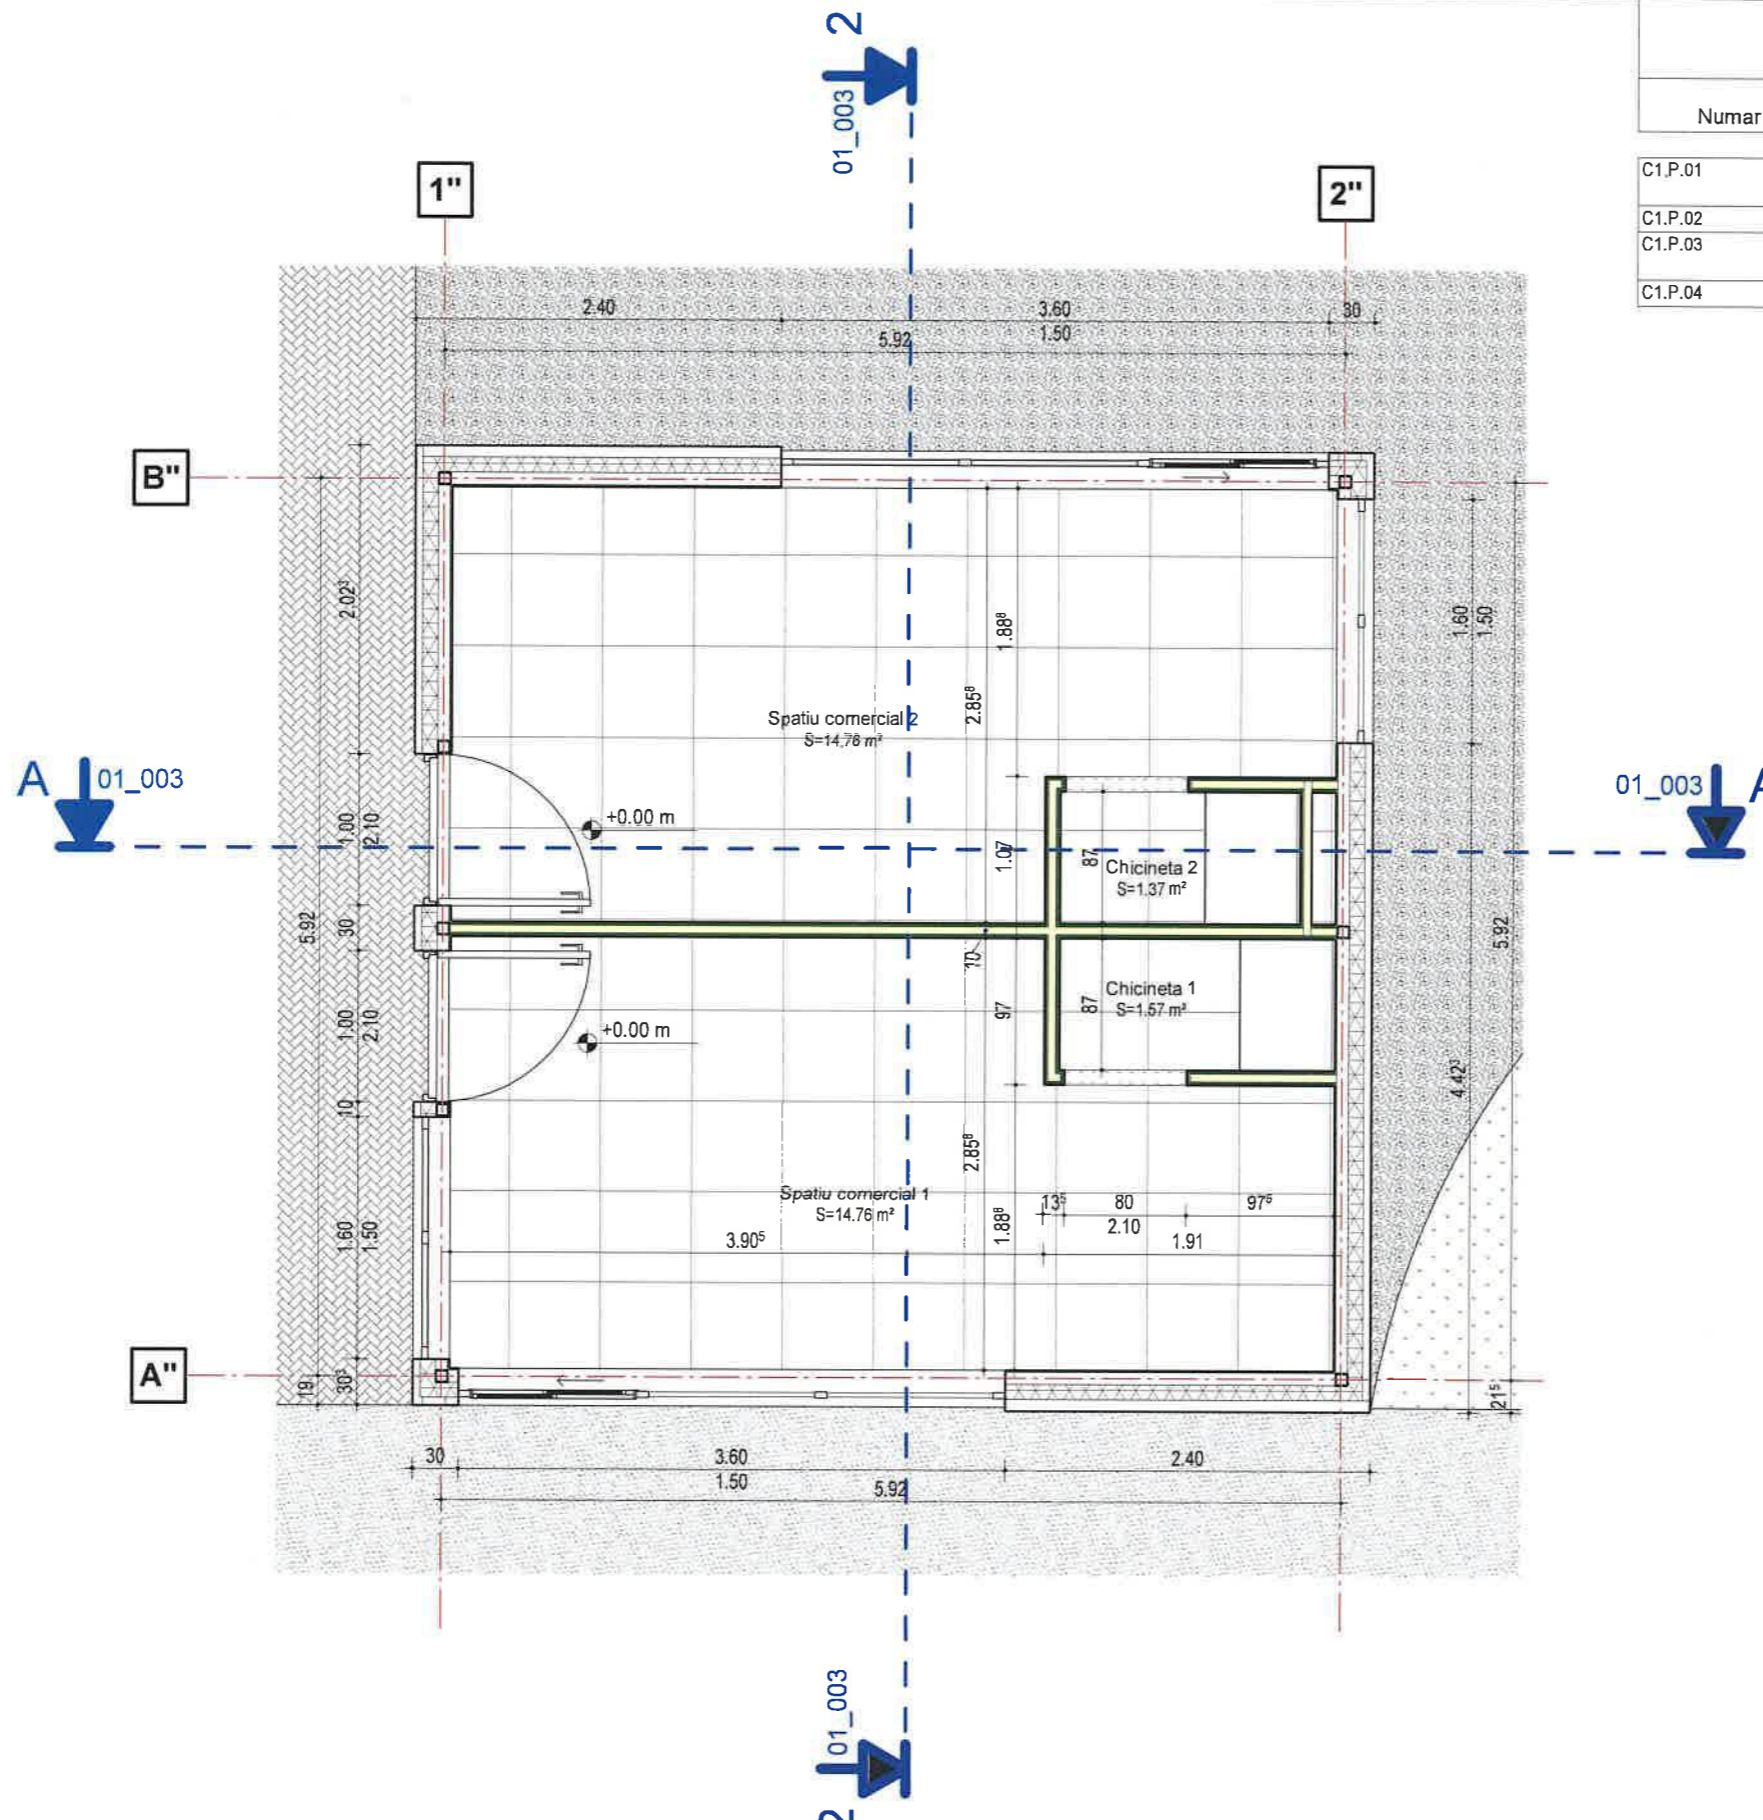 2
01_003
Numar
C1.P.01
C1.P.02
C1.P.03
C1.P.04
1"
2"
2.40
3.60
30
5.92
1.50
B"
2.02³
1.88⁸
1.60
1.50
2.85⁸
Spatiu comercial 2
S=14.76 m²
A
01_003
01_003
A
+0.00 m
1.00
2.10
1.07
87
Chicineta 2
S=1.37 m²
5.92
30
5.92
10
Chicineta 1
S=1.57 m²
97
87
1.00
2.10
+0.00 m
10
4.42³
2.85⁸
Spatiu comercial 1
S=14.76 m²
13⁵
80
97⁵
2.10
1.88⁸
3.90⁵
1.91
1.60
1.50
A"
19
30³
21⁵
30
3.60
2.40
1.50
5.92
01_003
2